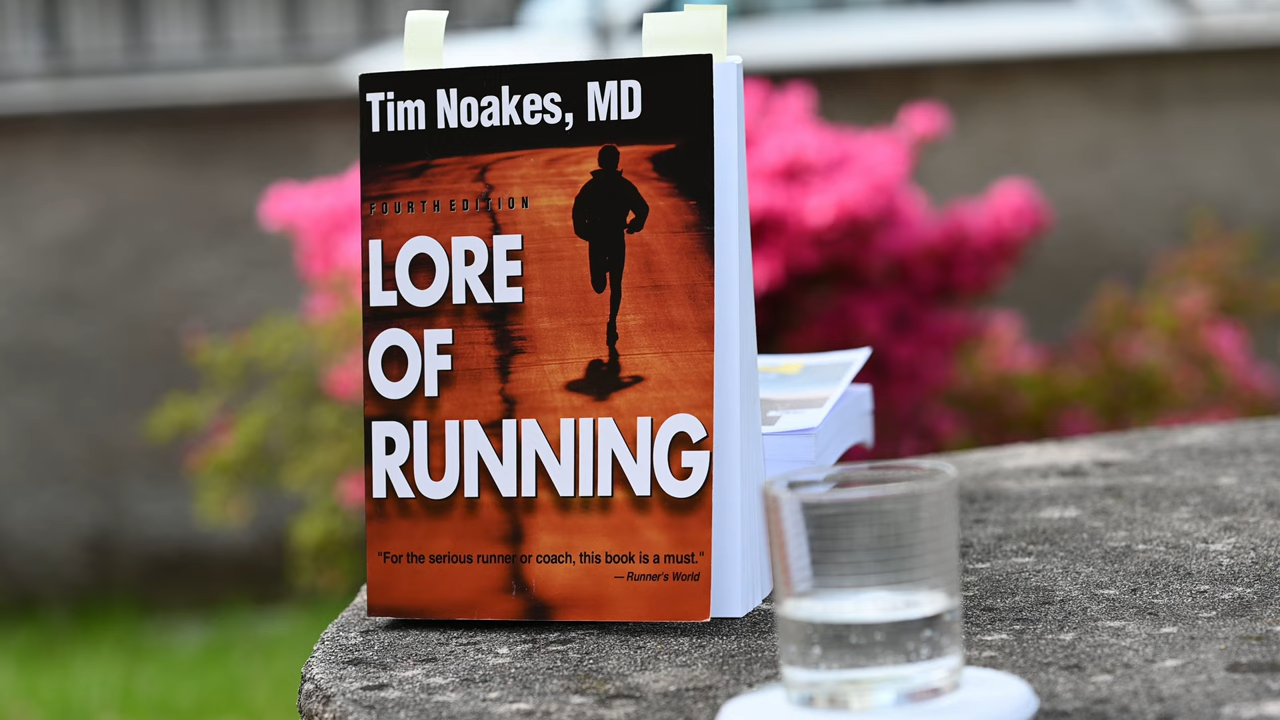 Tim Noakes, MD
FOURTH EDITION
LORE
OF
RUNNING
"For the serious runner or coach, this book is a must."
— Runner's World